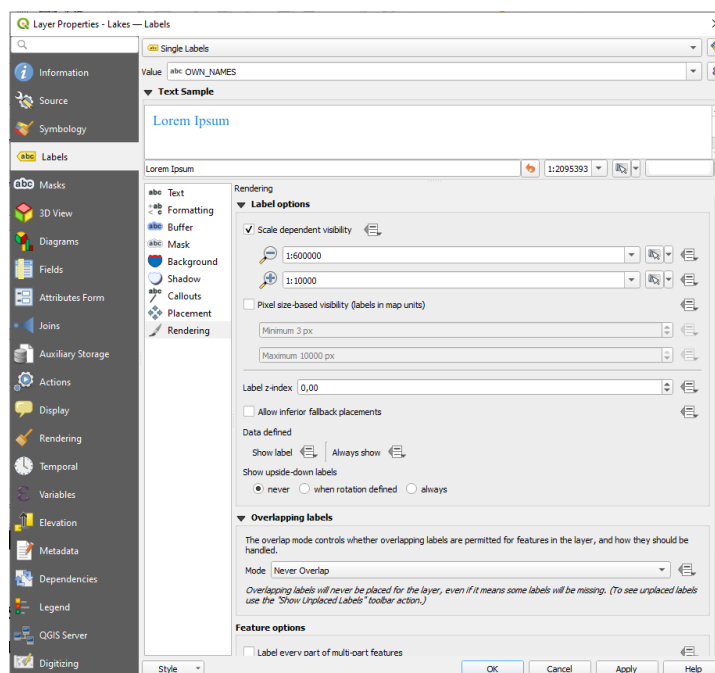 Layer Properties - Lakes — Labels
Information
Source
Symbology
abc Labels
abc Masks
3D View
Diagrams
Fields
Attributes Form
Joins
Auxiliary Storage
Actions
Display
Rendering
Temporal
Variables
Elevation
Metadata
Dependencies
Legend
QGIS Server
Digitizing
abc Single Labels
Value abc OWN_NAMES
Text Sample
Lorem Ipsum
Lorem Ipsum 1:2095393
abc Text
Formatting
abc Buffer
abc Mask
Background
Shadow
abc Callouts
Placement
Rendering
Rendering
Label options
Scale dependent visibility
1:600000
1:10000
Pixel size-based visibility (labels in map units)
Minimum 3 px
Maximum 10000 px
Label z-index 0,00
Allow inferior fallback placements
Data defined
Show label Always show
Show upside-down labels
never when rotation defined always
Overlapping labels
The overlap mode controls whether overlapping labels are permitted for features in the layer, and how they should be
handled.
Mode Never Overlap
Overlapping labels will never be placed for the layer, even if it means some labels will be missing. (To see unplaced labels
use the "Show Unplaced Labels" toolbar action.)
Feature options
Label every part of multi-part features
Style OK Cancel Apply Help